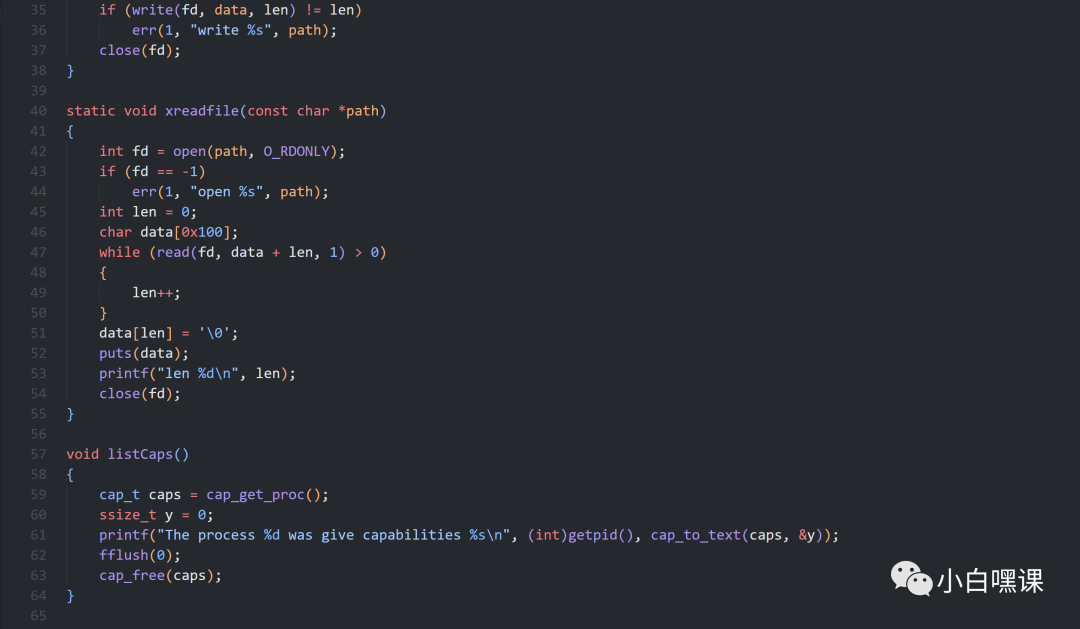 35 if (write(fd, data, len) != len)
36 err(1, "write %s", path);
37 close(fd);
38 }
39
40 static void xreadfile(const char *path)
41 {
42 int fd = open(path, O_RDONLY);
43 if (fd == -1)
44 err(1, "open %s", path);
45 int len = 0;
46 char data[0x100];
47 while (read(fd, data + len, 1) > 0)
48 {
49 len++;
50 }
51 data[len] = '\0';
52 puts(data);
53 printf("len %d\n", len);
54 close(fd);
55 }
56
57 void listCaps()
58 {
59 cap_t caps = cap_get_proc();
60 ssize_t y = 0;
61 printf("The process %d was give capabilities %s\n", (int)getpid(), cap_to_text(caps, &y));
62 fflush(0);
63 cap_free(caps);
64 }
65
小白嘿课